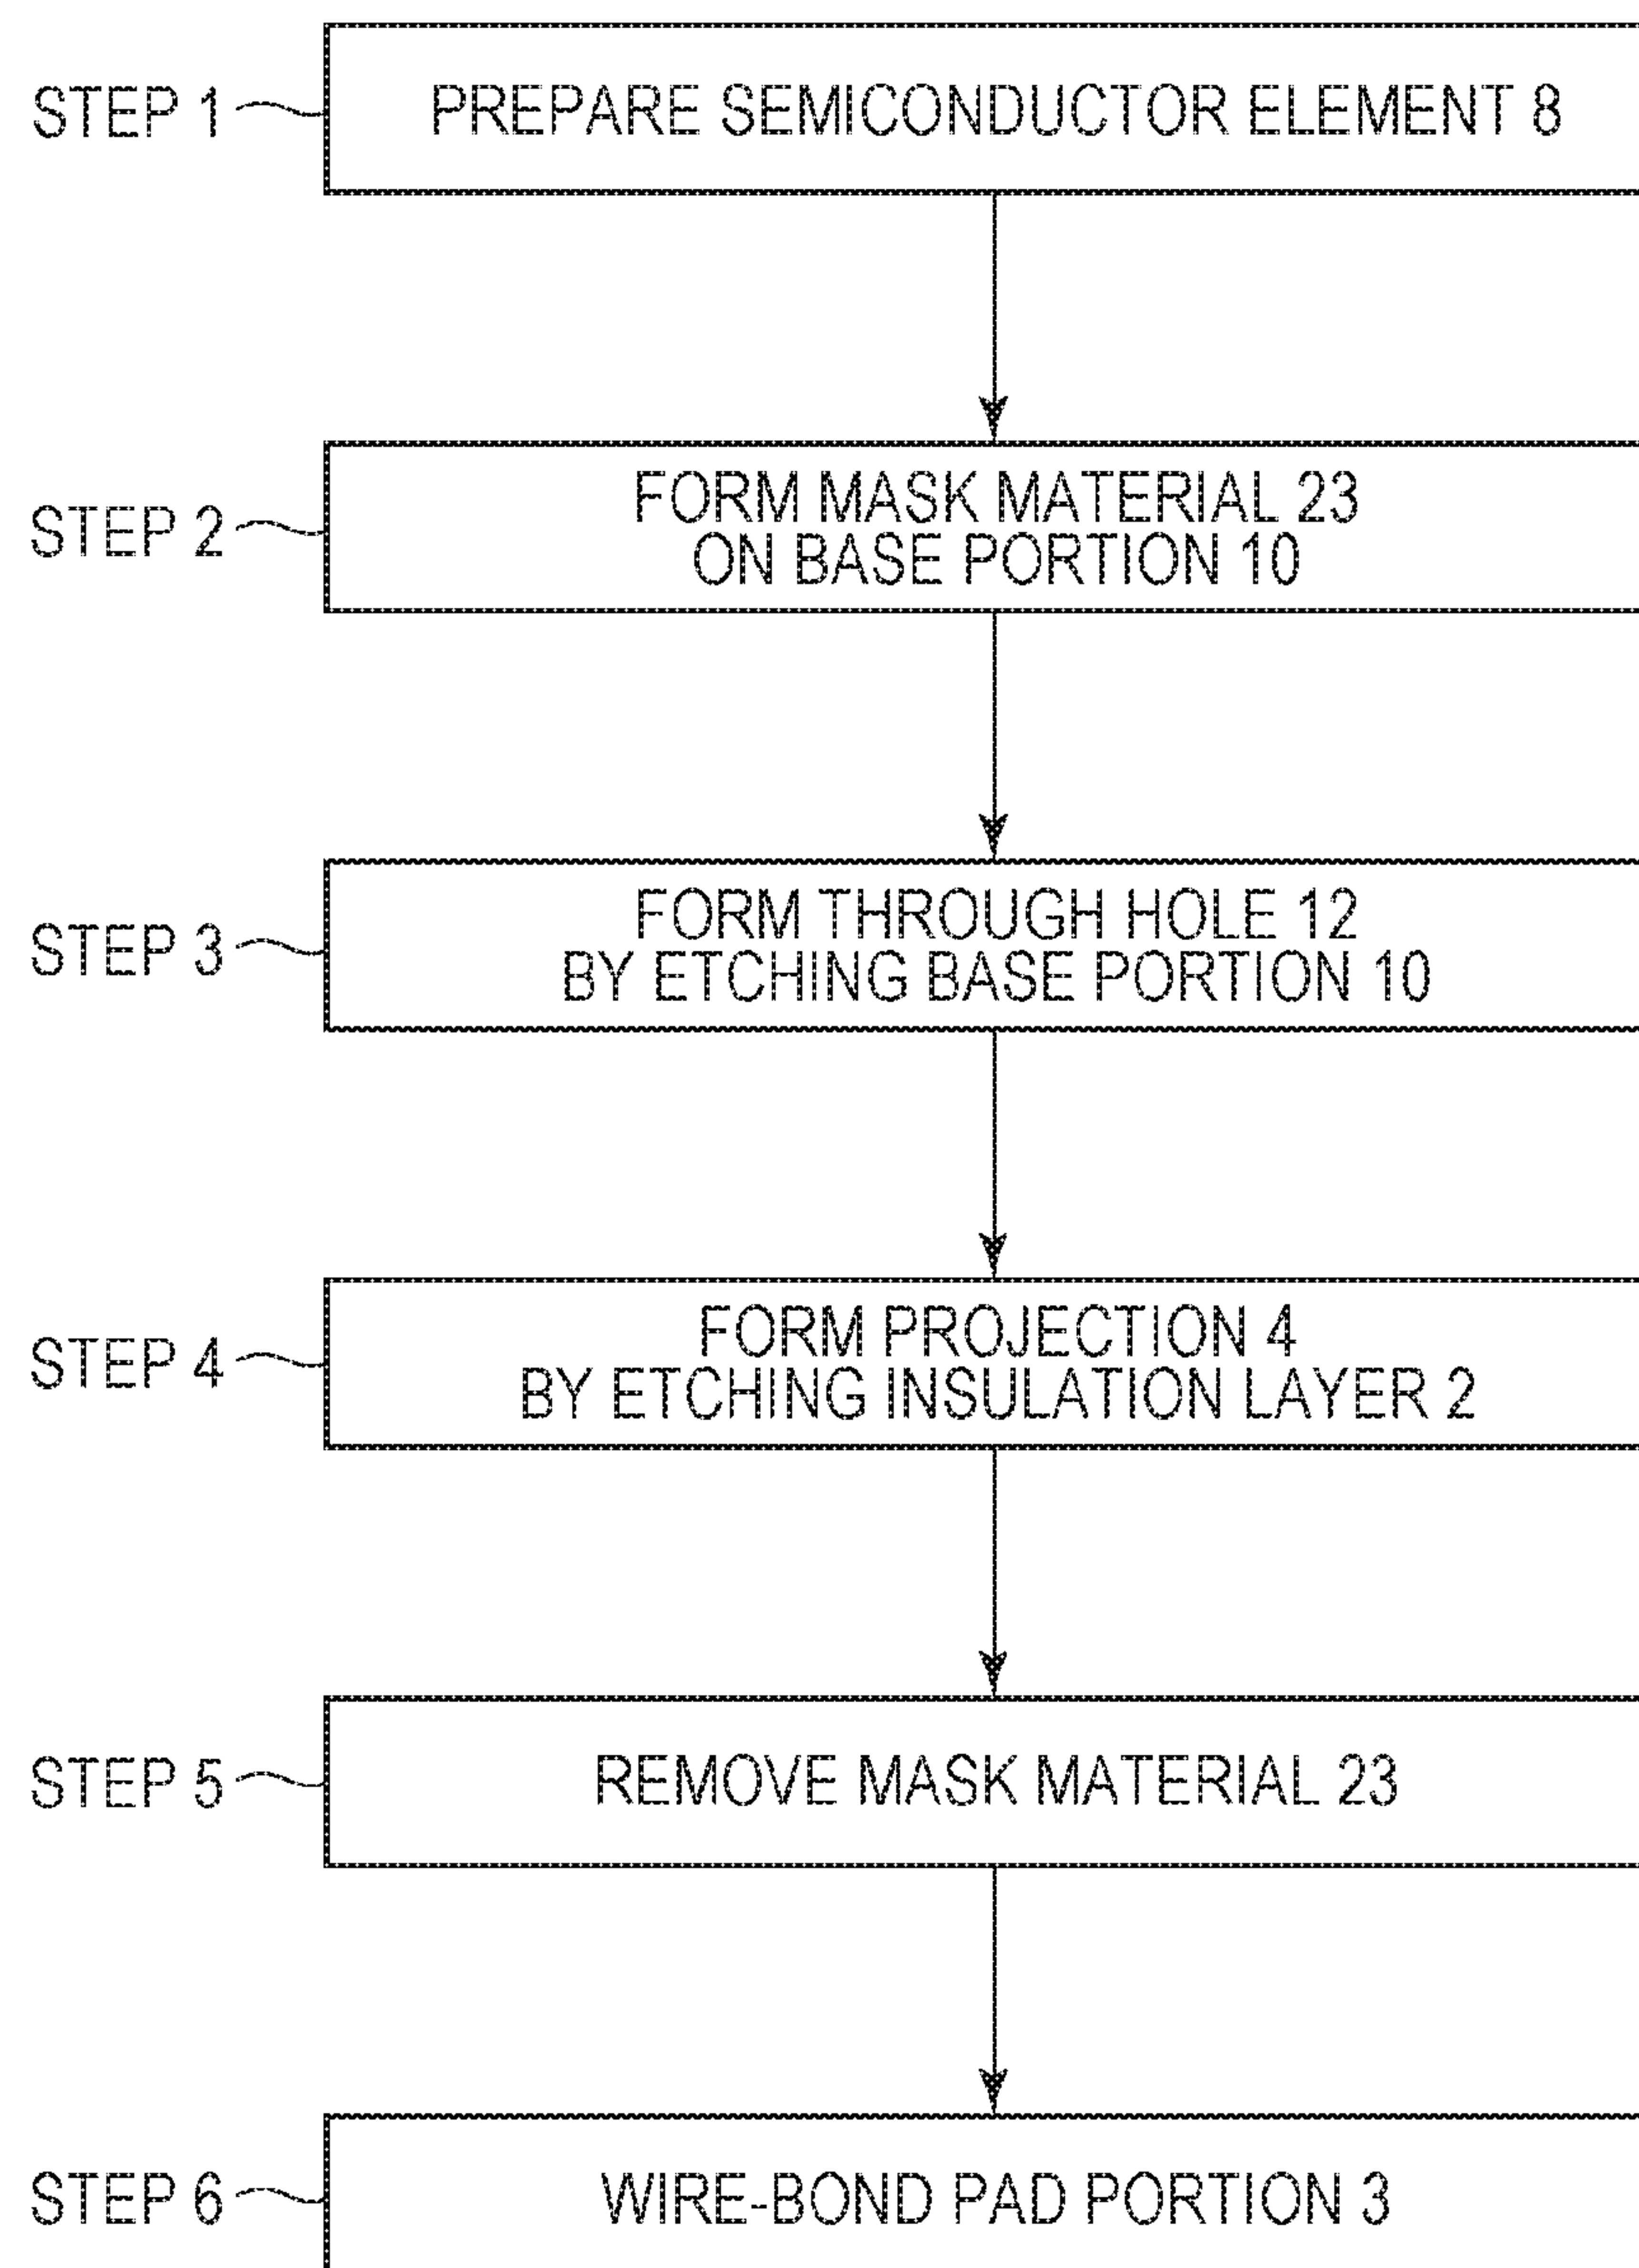 STEP 1
PREPARE SEMICONDUCTOR ELEMENT 8
STEP 2
FORM MASK MATERIAL 23
ON BASE PORTION 10
STEP 3
FORM THROUGH HOLE 12
BY ETCHING BASE PORTION 10
STEP 4
FORM PROJECTION 4
BY ETCHING INSULATION LAYER 2
STEP 5
REMOVE MASK MATERIAL 23
STEP 6
WIRE-BOND PAD PORTION 3